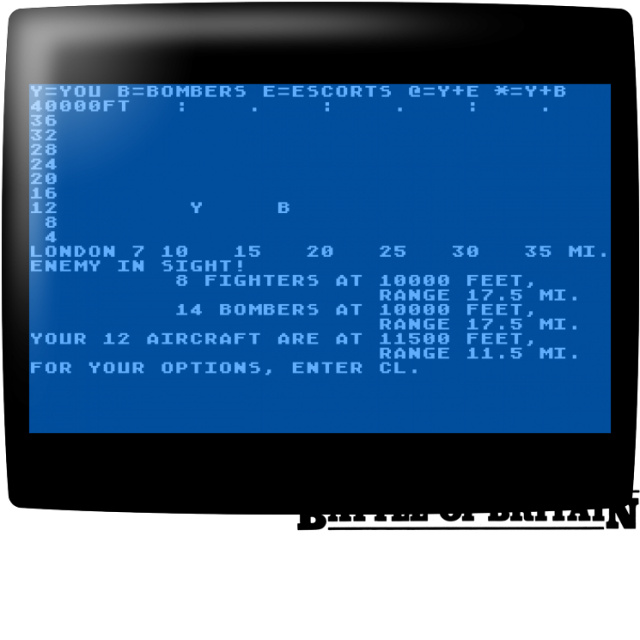 Y=YOU B=BOMBERS E=ESCORTS @=Y+E *=Y+B
40000FT : . : . : .
36
32
28
24
20
16
12 Y B
8
4
LONDON 7 10 15 20 25 30 35 MI.
ENEMY IN SIGHT!
8 FIGHTERS AT 10000 FEET,
RANGE 17.5 MI.
14 BOMBERS AT 10000 FEET,
RANGE 17.5 MI.
YOUR 12 AIRCRAFT ARE AT 11500 FEET,
RANGE 11.5 MI.
FOR YOUR OPTIONS, ENTER CL.
BATTLE OF BRITAIN